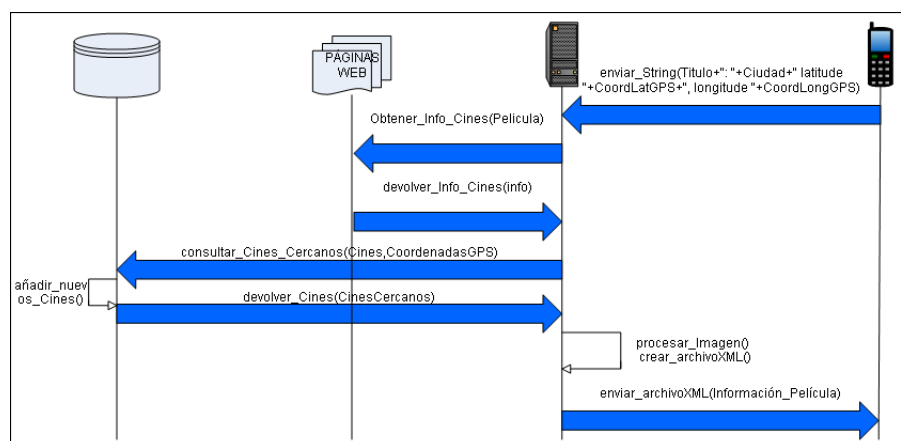 PÁGINAS
WEB
enviar_String(Titulo+": "+Ciudad+" latitude
"+CoordLatGPS+", longitude "+CoordLongGPS)
Obtener_Info_Cines(Pelicula)
devolver_Info_Cines(info)
consultar_Cines_Cercanos(Cines,CoordenadasGPS)
añadir_nuev
os_Cines()
devolver_Cines(CinesCercanos)
procesar_Imagen()
crear_archivoXML()
enviar_archivoXML(Información_Película)